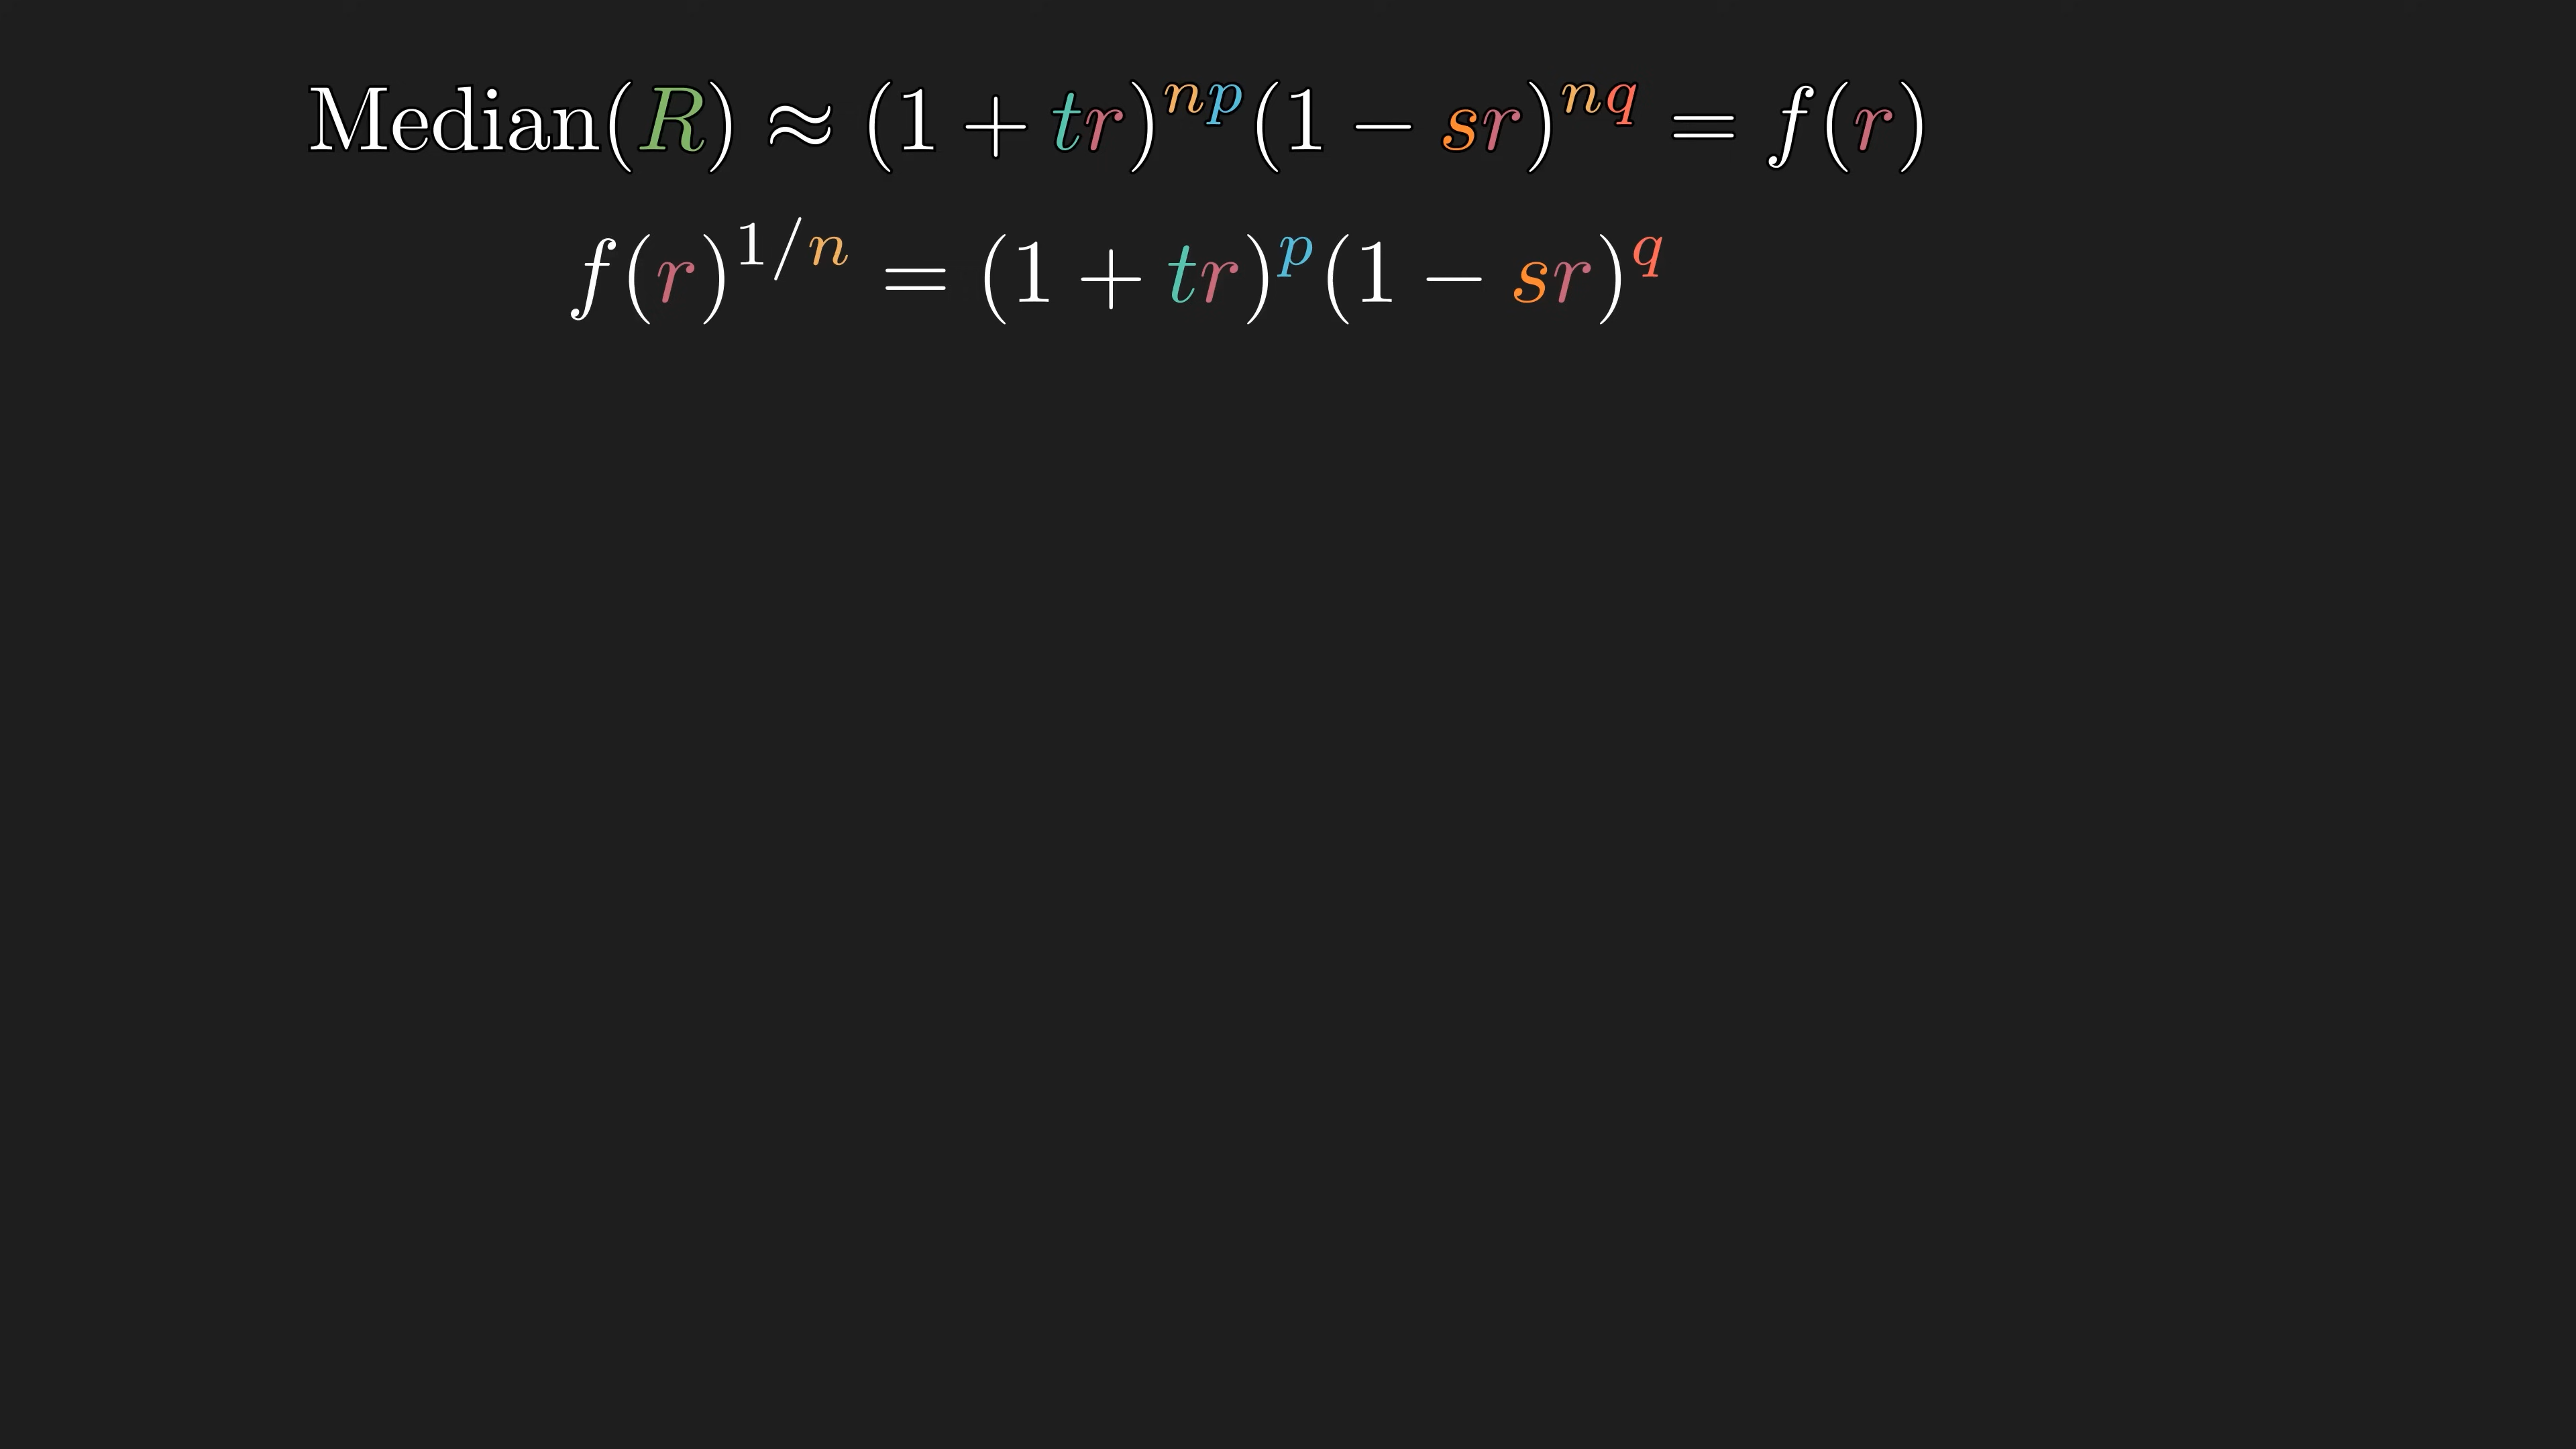 Median(R) ≈ (1 + tr)^{np}(1 − sr)^{nq} = f(r)
f(r)^{1/n} = (1 + tr)^{p}(1 − sr)^{q}